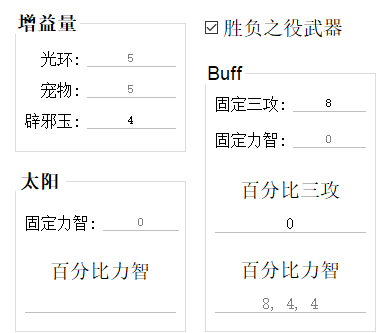 增益量
光环: 5
宠物: 5
辟邪玉: 4
太阳
固定力智: 0
百分比力智
胜负之役武器
Buff
固定三攻: 8
固定力智: 0
百分比三攻
0
百分比力智
8, 4, 4